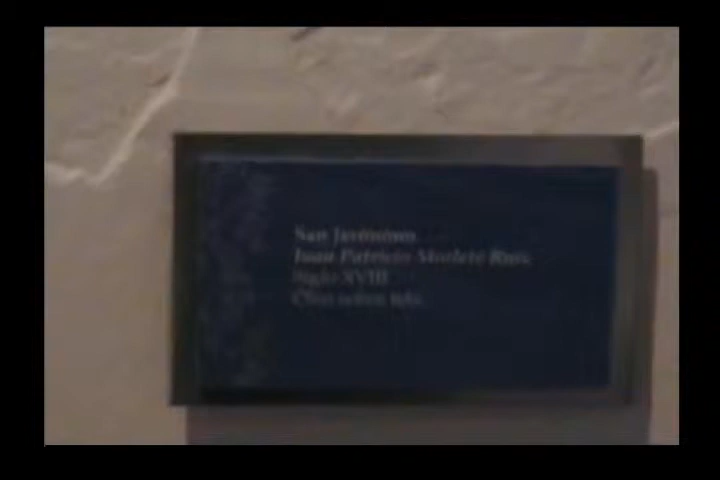 San Jerónimo
Juan Patricio Morlete Ruiz
Siglo XVIII
Óleo sobre tela